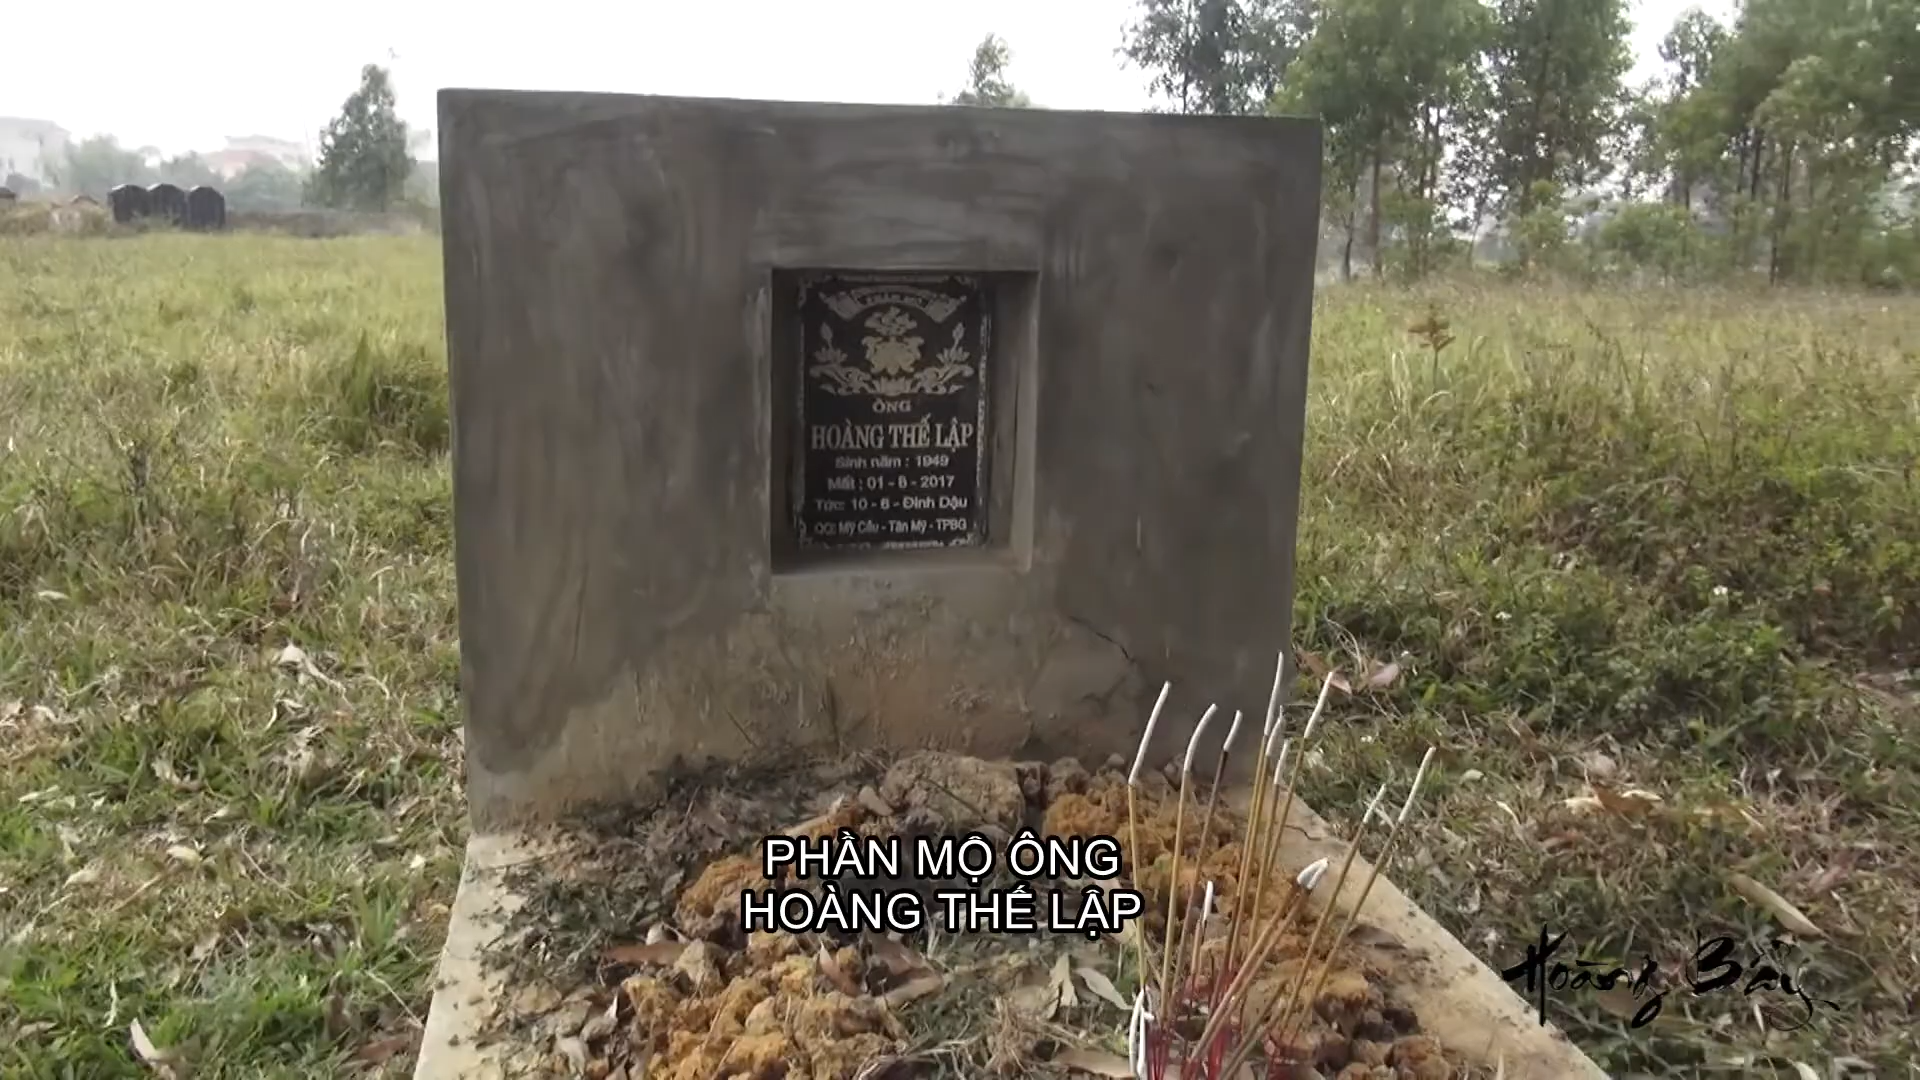 ÔNG
HOÀNG THẾ LẬP
Sinh năm : 1949
Mất : 01 - 8 - 2017
Tức: 10 - 6 - Đinh Dậu
QQ: Mỹ Cầu - Tân Mỹ - TPBG
PHẦN MỘ ÔNG
HOÀNG THẾ LẬP
Hoàng Bảy